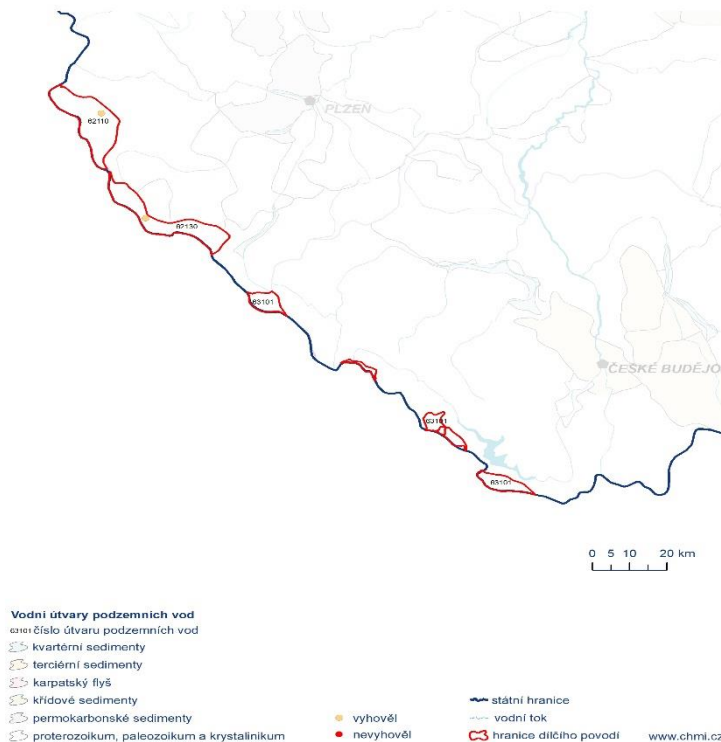 PLZEŇ
62110
62130
63101
ČESKÉ BUDĚJO
63101
63101
0 5 10 20 km
Vodní útvary podzemních vod
63101 číslo útvaru podzemních vod
kvartérní sedimenty
terciérní sedimenty
karpatský flyš
křídové sedimenty
permokarbonské sedimenty
proterozoikum, paleozoikum a krystalinikum
vyhověl
nevyhověl
státní hranice
vodní tok
hranice dílčího povodí
www.chmi.cz